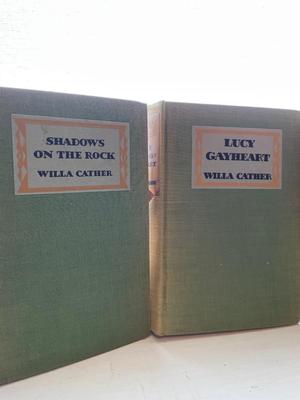 SHADOWS
ON THE ROCK
WILLA CATHER
LUCY
GAYHEART
WILLA CATHER